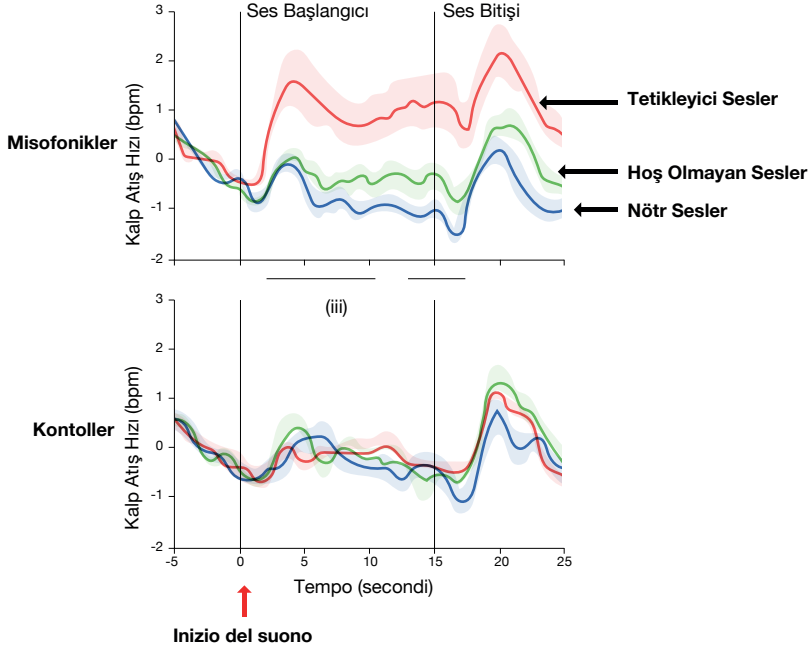 Ses Başlangıcı
Ses Bitişi
3
2
1
0
-1
-2
Kalp Atış Hızı (bpm)
Misofonikler
Tetikleyici Sesler
Hoş Olmayan Sesler
Nötr Sesler
(iii)
3
2
1
0
-1
-2
Kalp Atış Hızı (bpm)
Kontoller
-5 0 5 10 15 20 25
Tempo (secondi)
Inizio del suono